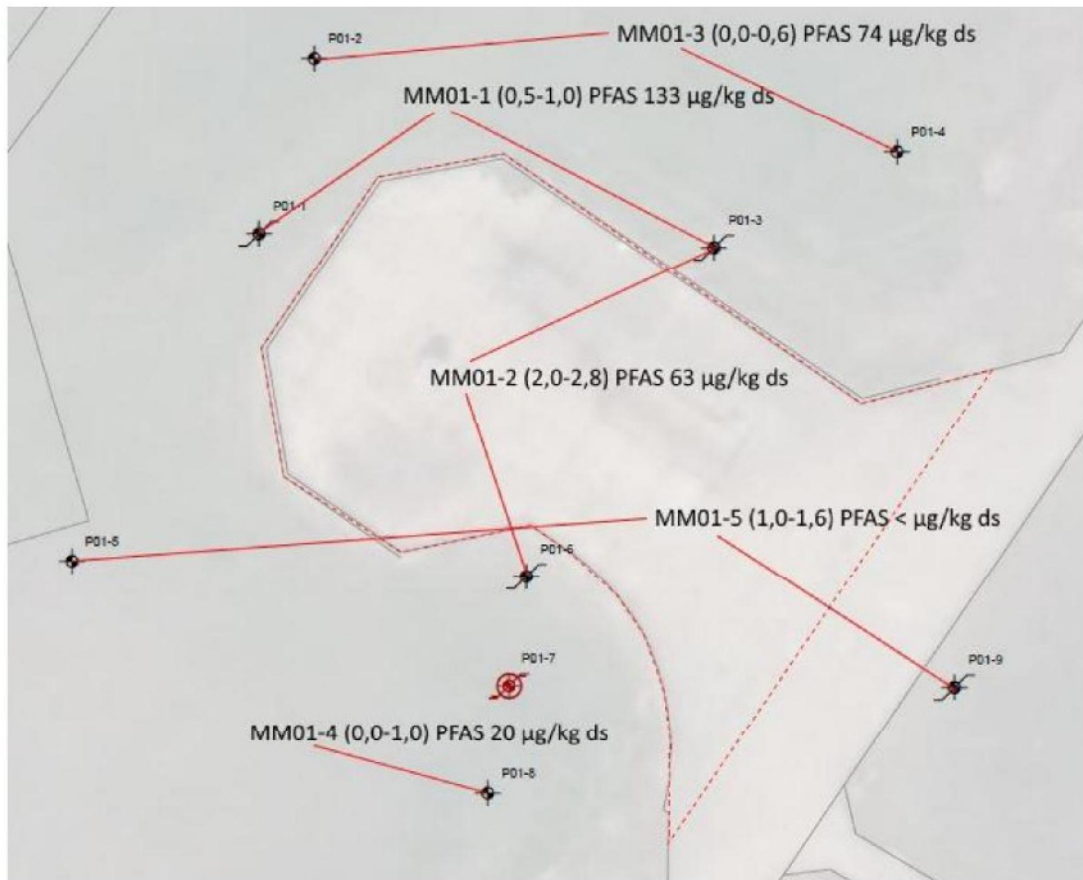 MM01-3 (0,0-0,6) PFAS 74 µg/kg ds
P01-2
MM01-1 (0,5-1,0) PFAS 133 µg/kg ds
P01-4
P01-1
P01-3
MM01-2 (2,0-2,8) PFAS 63 µg/kg ds
MM01-5 (1,0-1,6) PFAS < µg/kg ds
P01-5
P01-6
P01-7
P01-9
MM01-4 (0,0-1,0) PFAS 20 µg/kg ds
P01-8